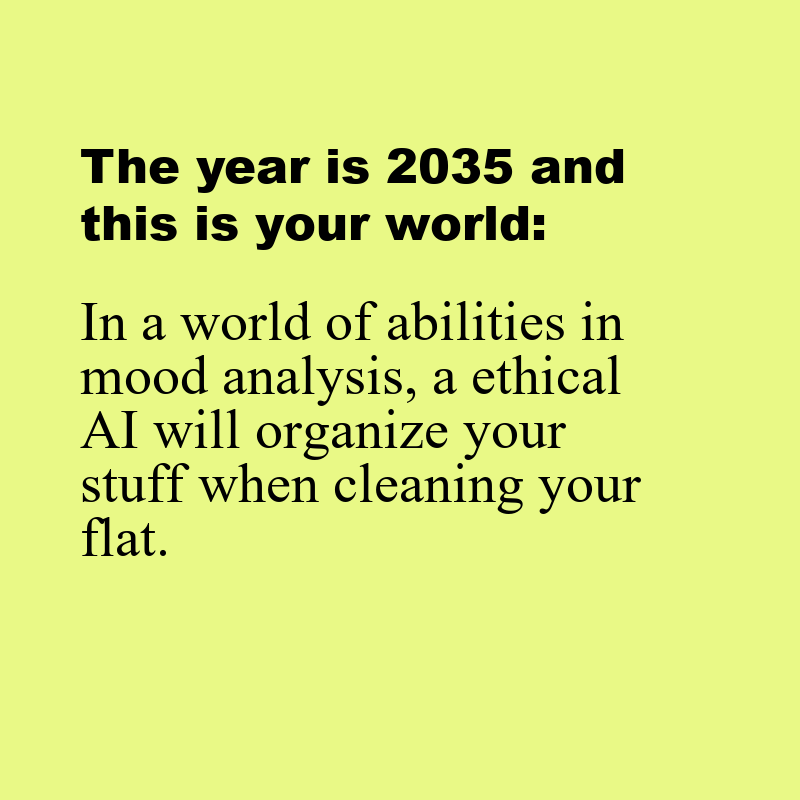 The year is 2035 and
this is your world:
In a world of abilities in
mood analysis, a ethical
AI will organize your
stuff when cleaning your
flat.